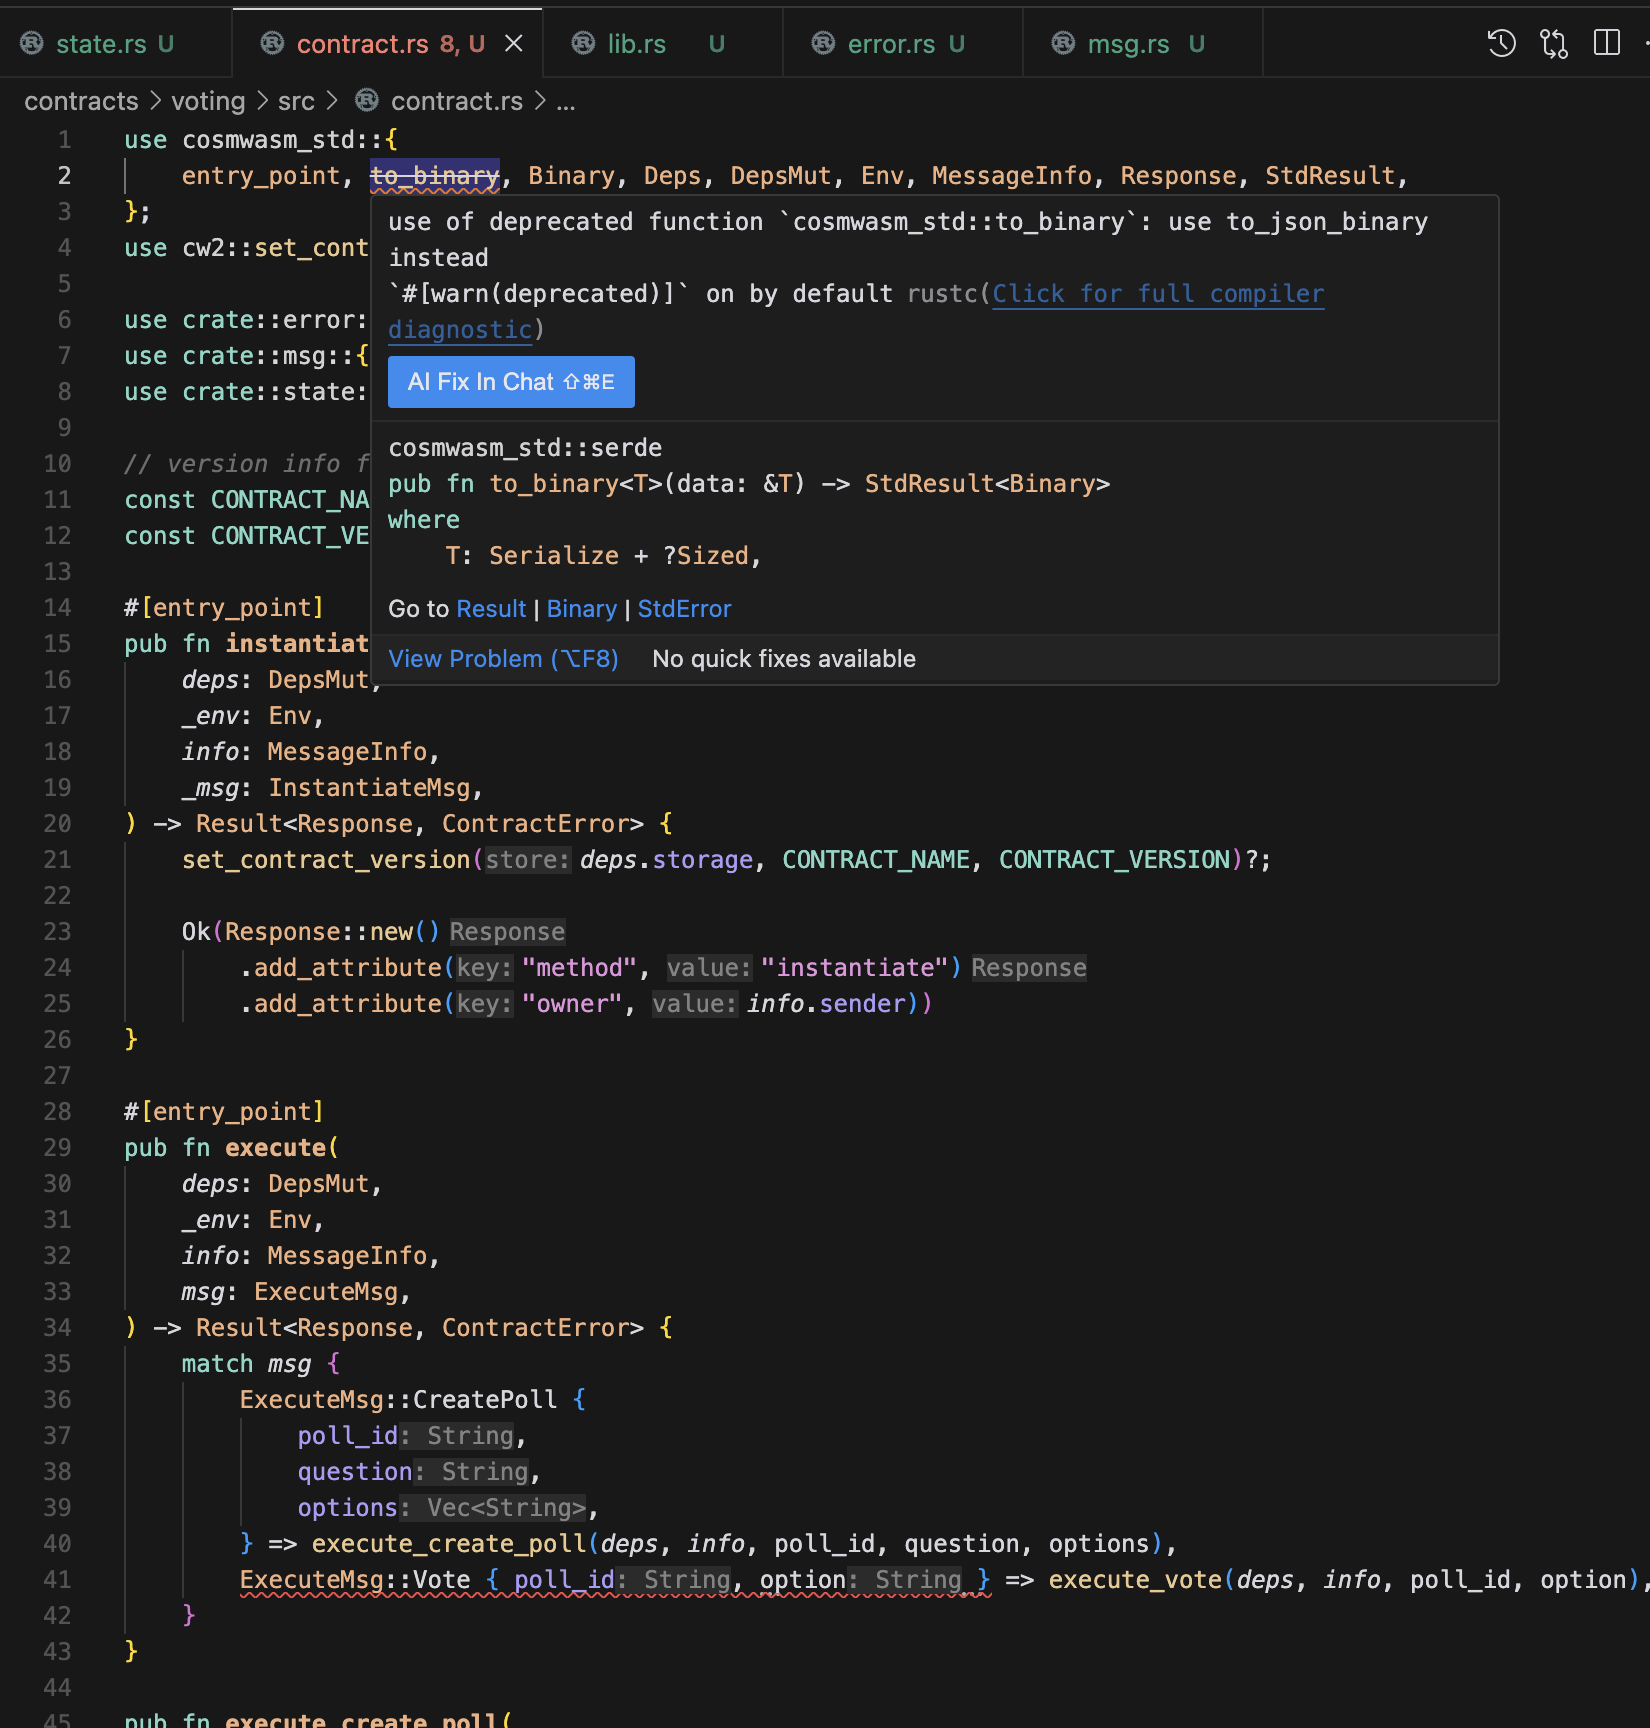 state.rs U contract.rs 8, U lib.rs U error.rs U msg.rs U
contracts > voting > src > contract.rs > ...
1 use cosmwasm_std::{
2 entry_point, to_binary, Binary, Deps, DepsMut, Env, MessageInfo, Response, StdResult,
3 };
4 use cw2::set_cont
5
6 use crate::error:
7 use crate::msg::{
8 use crate::state:
9
10 // version info f
11 const CONTRACT_NA
12 const CONTRACT_VE
13
14 #[entry_point]
15 pub fn instantiat
use of deprecated function `cosmwasm_std::to_binary`: use to_json_binary
instead
`#[warn(deprecated)]` on by default rustc(Click for full compiler
diagnostic)
AI Fix In Chat ⇧⌘E
cosmwasm_std::serde
pub fn to_binary<T>(data: &T) -> StdResult<Binary>
where
T: Serialize + ?Sized,
Go to Result | Binary | StdError
View Problem (⌥F8) No quick fixes available
16 deps: DepsMut,
17 _env: Env,
18 info: MessageInfo,
19 _msg: InstantiateMsg,
20 ) -> Result<Response, ContractError> {
21 set_contract_version(store: deps.storage, CONTRACT_NAME, CONTRACT_VERSION)?;
22
23 Ok(Response::new() Response
24 .add_attribute(key: "method", value: "instantiate") Response
25 .add_attribute(key: "owner", value: info.sender))
26 }
27
28 #[entry_point]
29 pub fn execute(
30 deps: DepsMut,
31 _env: Env,
32 info: MessageInfo,
33 msg: ExecuteMsg,
34 ) -> Result<Response, ContractError> {
35 match msg {
36 ExecuteMsg::CreatePoll {
37 poll_id: String,
38 question: String,
39 options: Vec<String>,
40 } => execute_create_poll(deps, info, poll_id, question, options),
41 ExecuteMsg::Vote { poll_id: String, option: String } => execute_vote(deps, info, poll_id, option),
42 }
43 }
44
45 pub fn execute_create_poll(